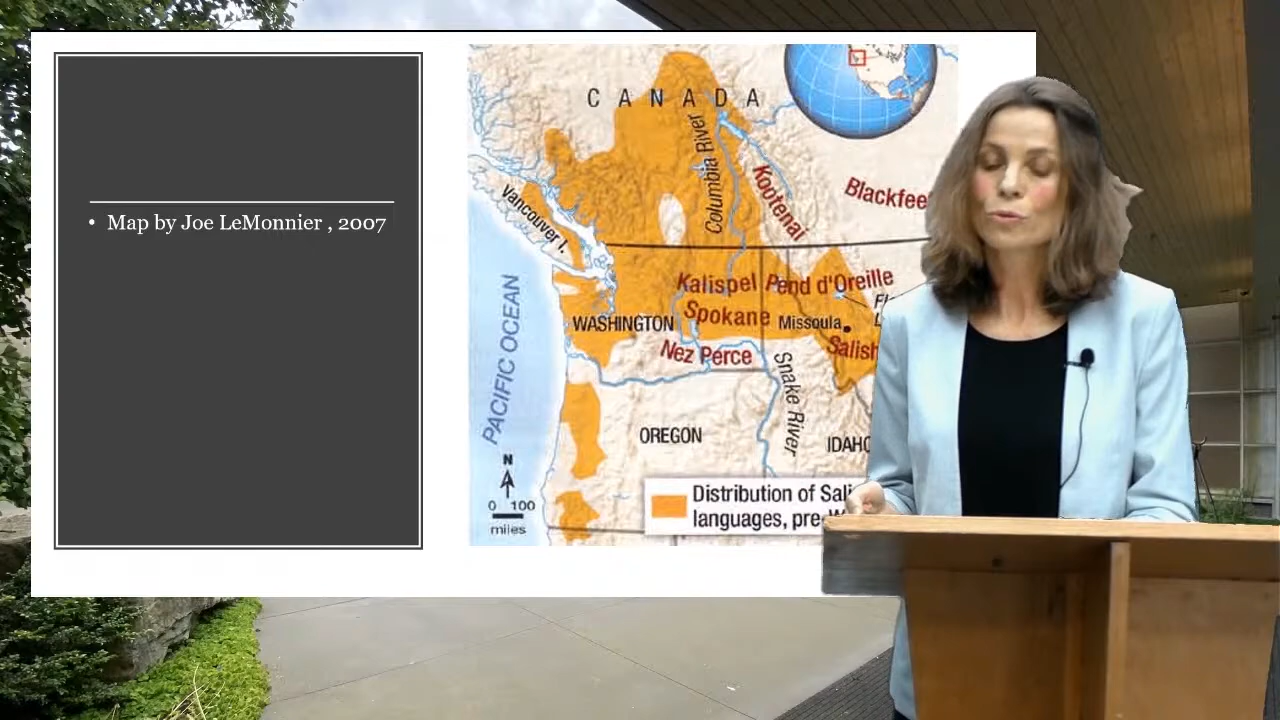 • Map by Joe LeMonnier , 2007
CANADA
Columbia River
Kootenai
Blackfee
Vancouver I.
Kalispel Pend d'Oreille
Spokane
Missoula
WASHINGTON
Salish
Nez Perce
Snake River
PACIFIC OCEAN
OREGON
IDAHO
N
0 100
miles
Distribution of Sali
languages, pre-